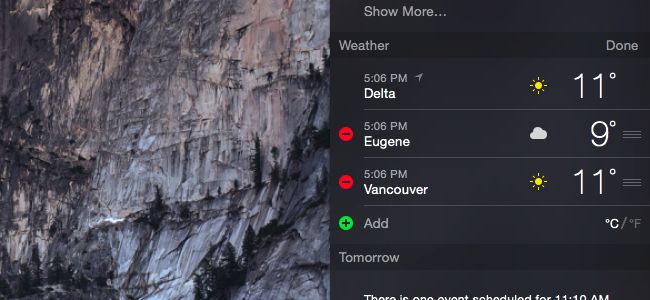 Show More...
Weather Done
5:06 PM
Delta 11°
5:06 PM
Eugene 9°
5:06 PM
Vancouver 11°
Add °C/°F
Tomorrow
There is one event scheduled for 11:10 AM